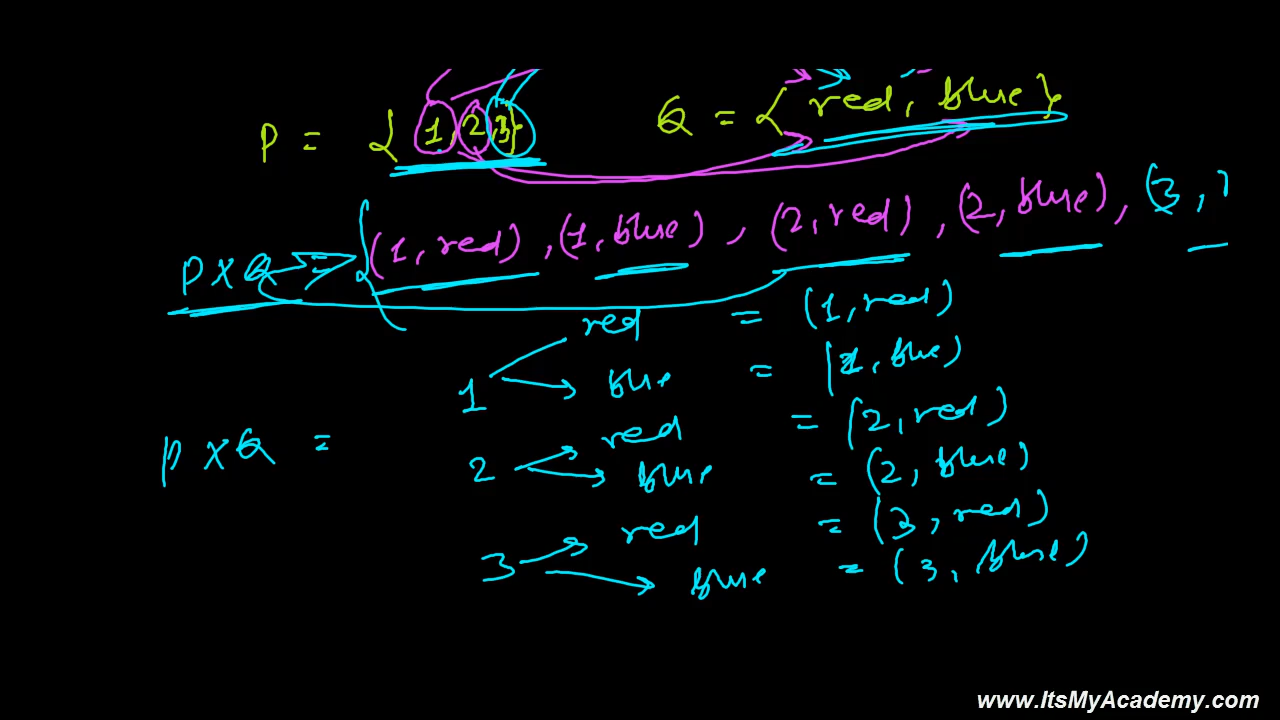 P = {1,2,3} Q = {red, blue}
P X Q = {(1, red), (1, blue), (2, red), (2, blue), (3,
red = (1, red)
1 blue = (1, blue)
red = (2, red)
P X Q = 2 blue = (2, blue)
red = (3, red)
3 blue = (3, blue)
www.ItsMyAcademy.com